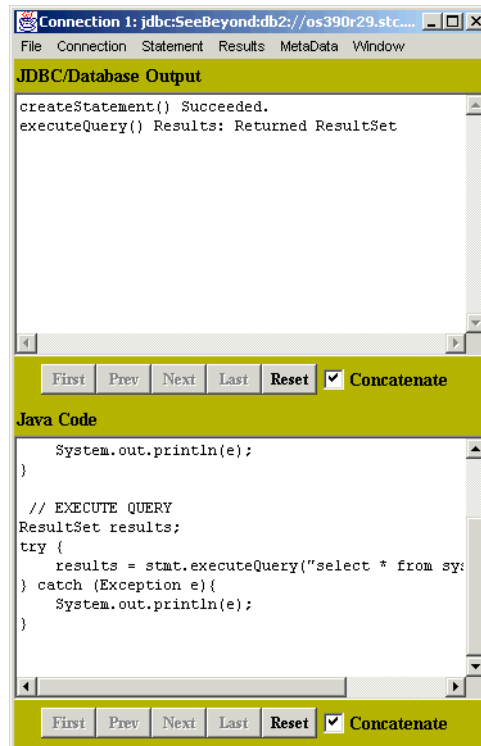 Connection 1: jdbc:SeeBeyond:db2://os390r29.stc....
File Connection Statement Results MetaData Window
JDBC/Database Output
createStatement() Succeeded.
executeQuery() Results: Returned ResultSet
First Prev Next Last Reset Concatenate
Java Code
    System.out.println(e);
}
// EXECUTE QUERY
ResultSet results;
try {
    results = stmt.executeQuery("select * from sys
} catch (Exception e){
    System.out.println(e);
}
First Prev Next Last Reset Concatenate